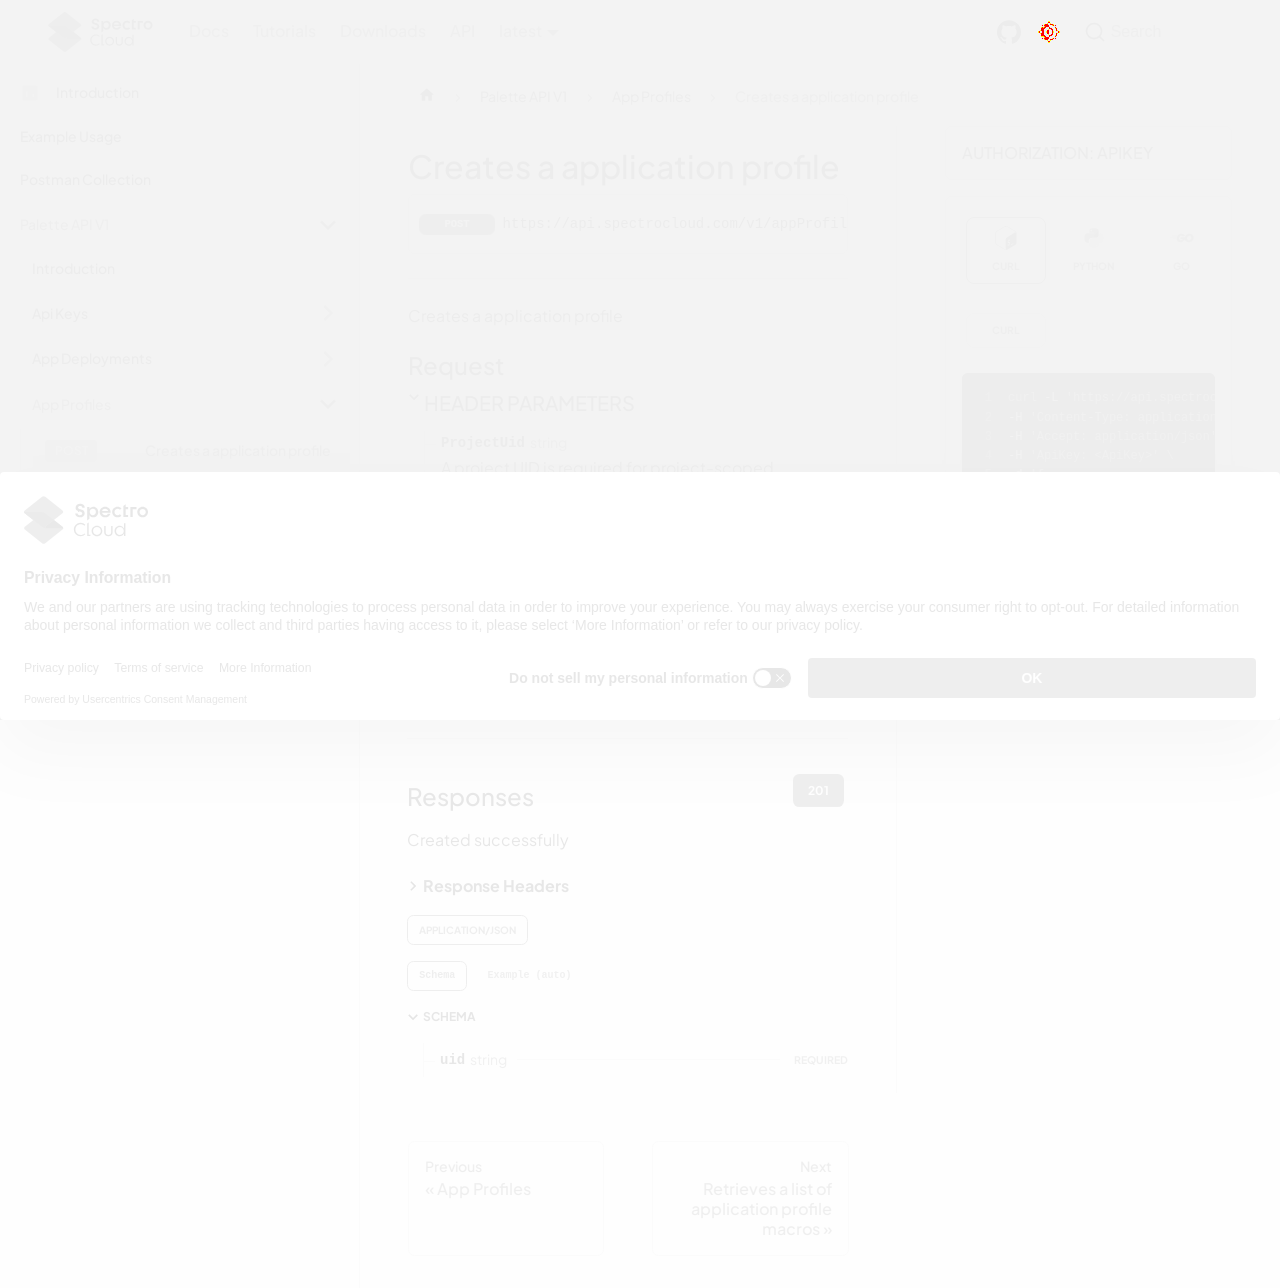 Spectro
Cloud
Docs
Tutorials
Downloads
API
latest
Search
Introduction
Palette API V1
App Profiles
Creates a application profile
Example Usage
Creates a application profile
AUTHORIZATION: APIKEY
Postman Collection
Palette API V1
POST
https://api.spectrocloud.com/v1/appProfil
CURL
PYTHON
GO
Introduction
Api Keys
Creates a application profile
CURL
App Deployments
Request
App Profiles
HEADER PARAMETERS
ProjectUid string
Creates a application profile
A project UID is required for project-scoped
Spectro
Cloud
Privacy Information
We and our partners are using tracking technologies to process personal data in order to improve your experience. You may always exercise your consumer right to opt-out. For detailed information
about personal information we collect and third parties having access to it, please select 'More Information' or refer to our privacy policy.
Privacy policy
Terms of service
More Information
Do not sell my personal information
OK
Powered by Usercentrics Consent Management
Responses
201
Created successfully
Response Headers
APPLICATION/JSON
Schema
Example (auto)
SCHEMA
uid string
REQUIRED
Previous
« App Profiles
Next
Retrieves a list of
application profile
macros »